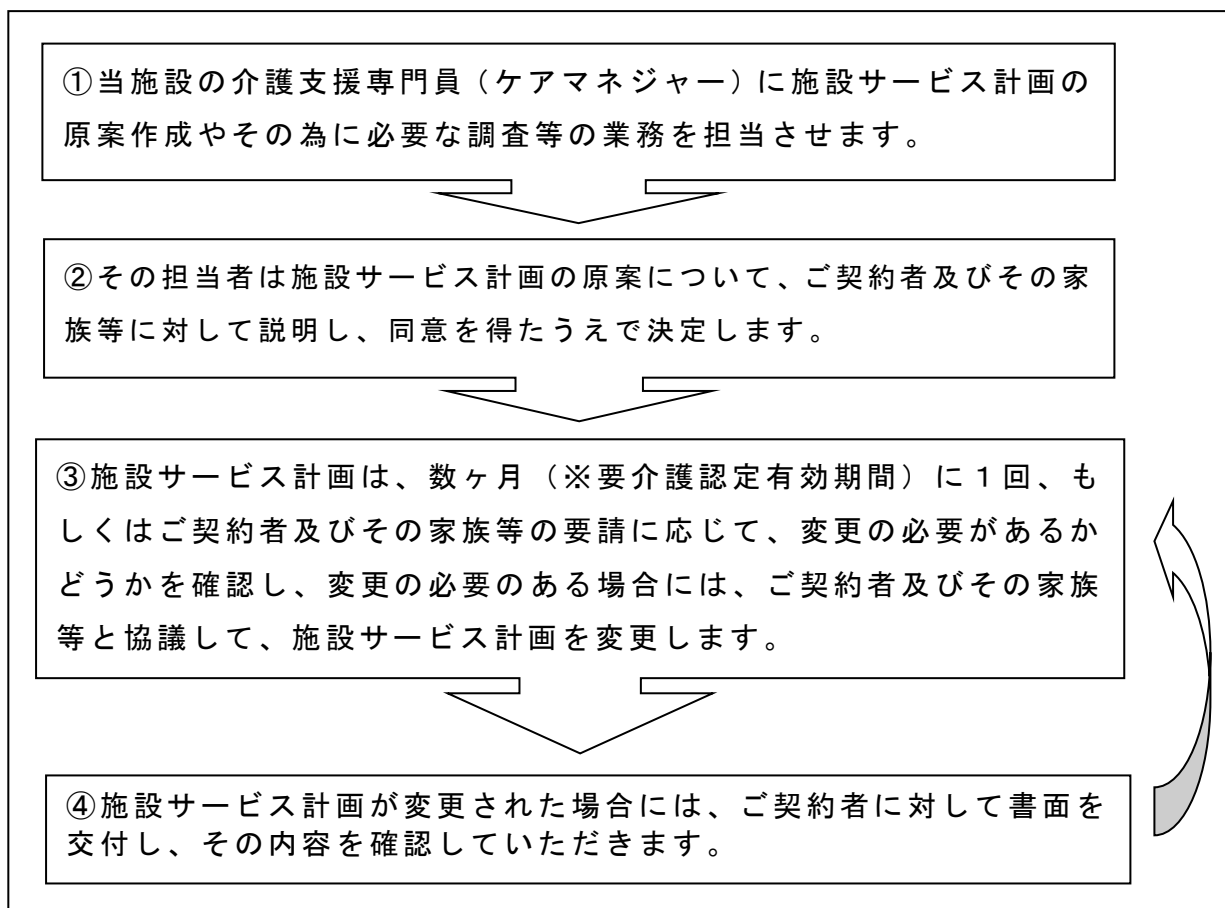 ①当施設の介護支援専門員（ケアマネジャー）に施設サービス計画の
原案作成やその為に必要な調査等の業務を担当させます。
②その担当者は施設サービス計画の原案について、ご契約者及びその家
族等に対して説明し、同意を得たうえで決定します。
③施設サービス計画は、数ヶ月（※要介護認定有効期間）に１回、も
しくはご契約者及びその家族等の要請に応じて、変更の必要があるか
どうかを確認し、変更の必要のある場合には、ご契約者及びその家族
等と協議して、施設サービス計画を変更します。
④施設サービス計画が変更された場合には、ご契約者に対して書面を
交付し、その内容を確認していただきます。